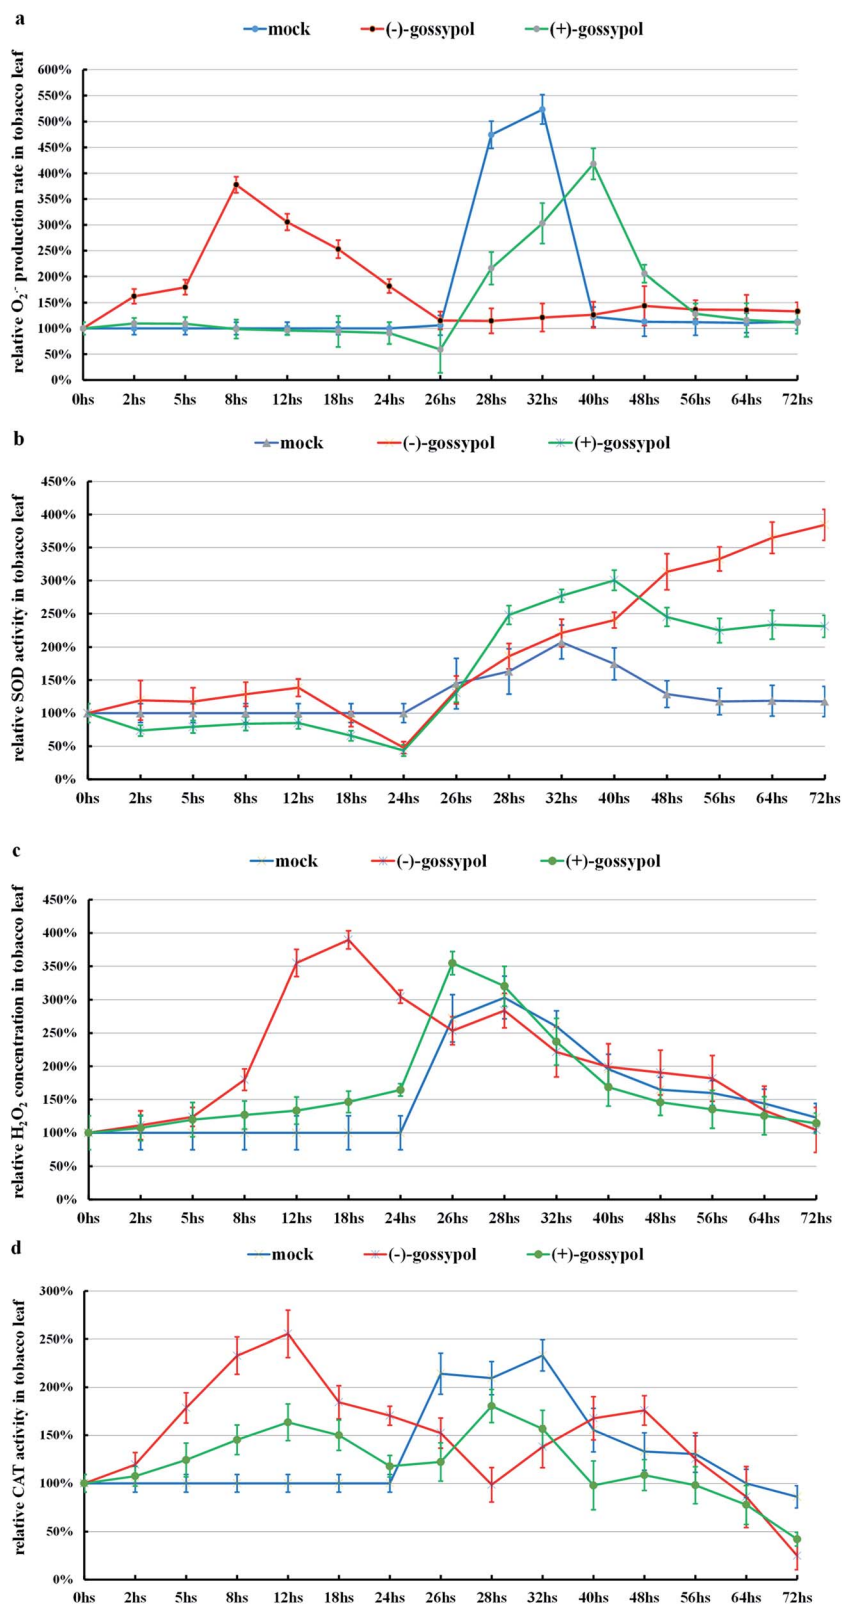 a
mock (-)-gossypol (+)-gossypol
relative O₂·⁻ production rate in tobacco leaf
600%
550%
500%
450%
400%
350%
300%
250%
200%
150%
100%
50%
0%
0hs 2hs 5hs 8hs 12hs 18hs 24hs 26hs 28hs 32hs 40hs 48hs 56hs 64hs 72hs
b
mock (-)-gossypol (+)-gossypol
relative SOD activity in tobacco leaf
450%
400%
350%
300%
250%
200%
150%
100%
50%
0%
0hs 2hs 5hs 8hs 12hs 18hs 24hs 26hs 28hs 32hs 40hs 48hs 56hs 64hs 72hs
c
mock (-)-gossypol (+)-gossypol
relative H₂O₂ concentration in tobacco leaf
450%
400%
350%
300%
250%
200%
150%
100%
50%
0%
0hs 2hs 5hs 8hs 12hs 18hs 24hs 26hs 28hs 32hs 40hs 48hs 56hs 64hs 72hs
d
mock (-)-gossypol (+)-gossypol
relative CAT activity in tobacco leaf
300%
250%
200%
150%
100%
50%
0%
0hs 2hs 5hs 8hs 12hs 18hs 24hs 26hs 28hs 32hs 40hs 48hs 56hs 64hs 72hs